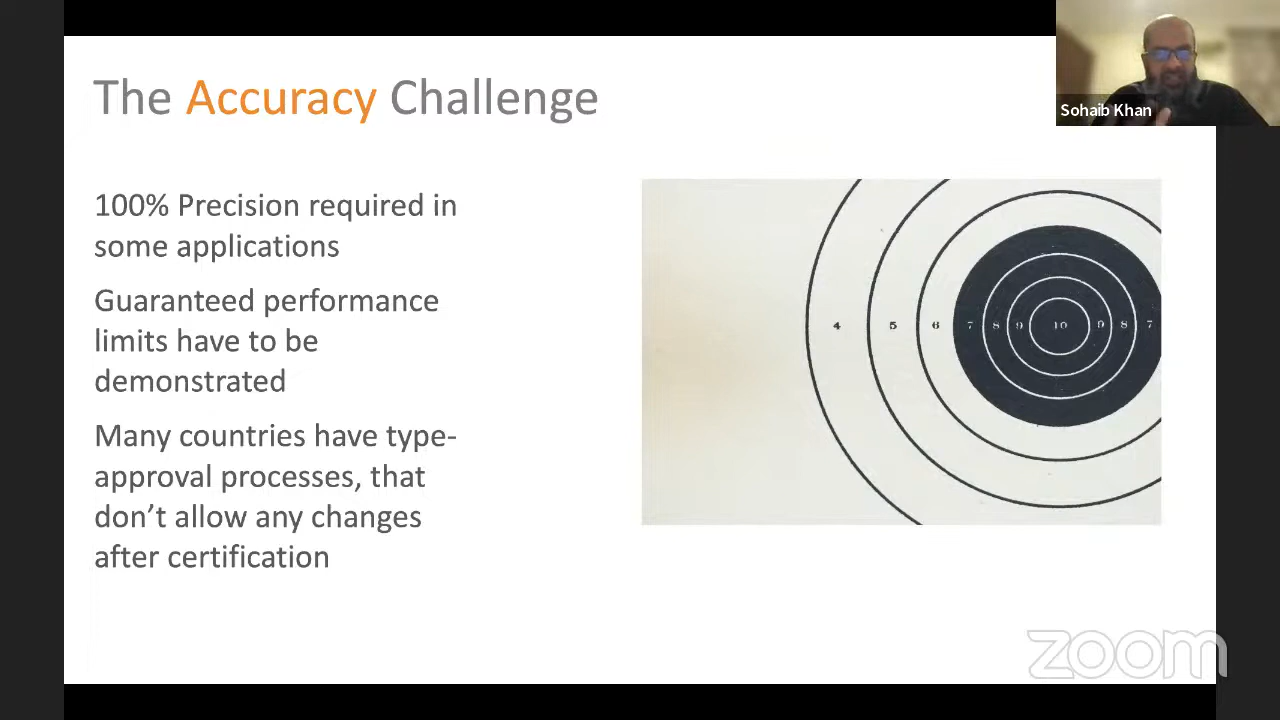 The Accuracy Challenge
Sohaib Khan
100% Precision required in
some applications
Guaranteed performance
limits have to be
demonstrated
Many countries have type-
approval processes, that
don’t allow any changes
after certification
4 5 6 7 8 9 10 9 8 7
zoom